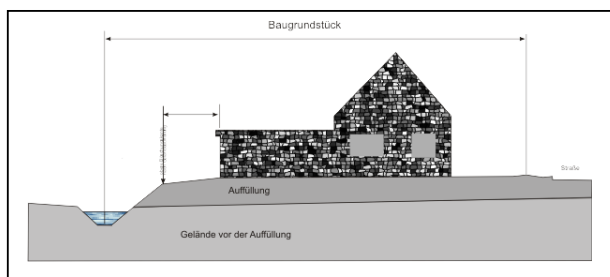 Baugrundstück
Straße
Auffüllung
Gelände vor der Auffüllung